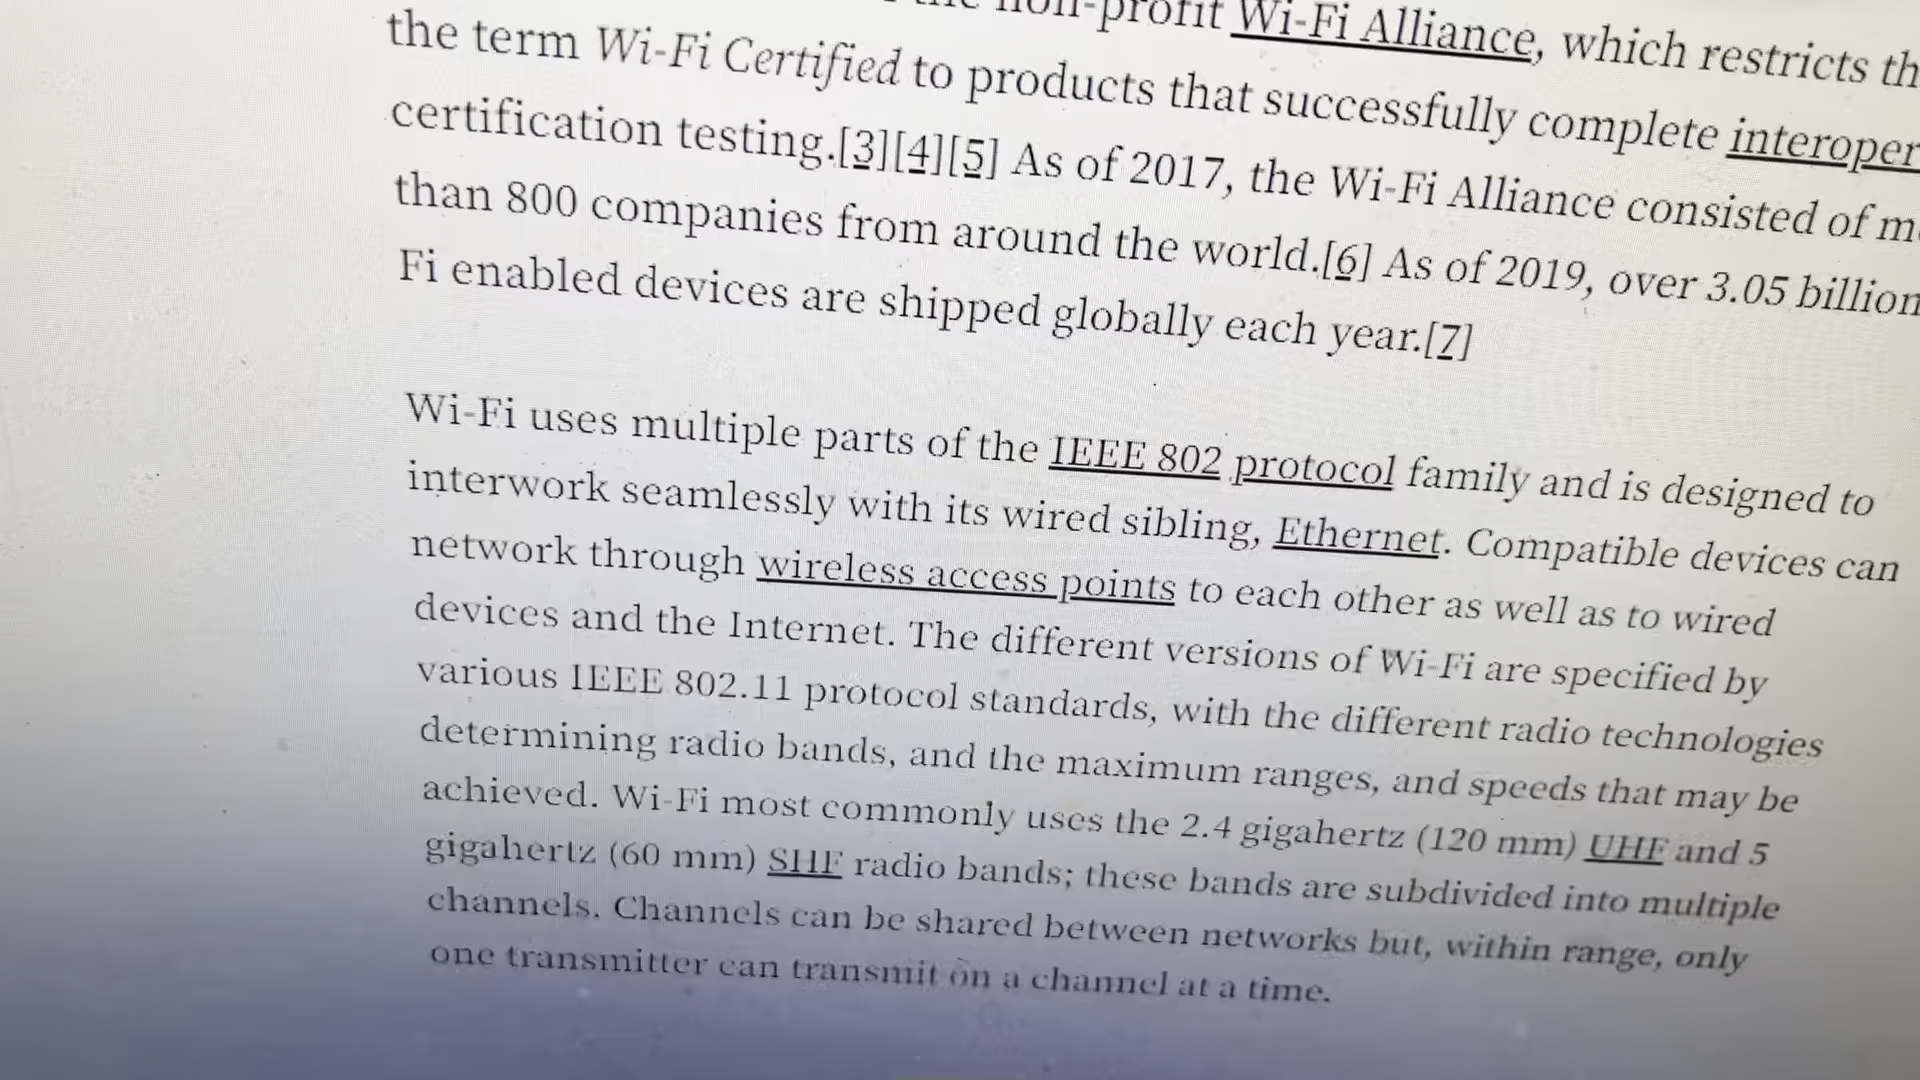 non-profit Wi-Fi Alliance, which restricts
the term Wi-Fi Certified to products that successfully complete
certification testing.[3][4][5] As of 2017, the Wi-Fi Alliance consisted of
than 800 companies from around the world.[6] As of 2019, over 3.05 billion
Fi enabled devices are shipped globally each year.[7]
Wi-Fi uses multiple parts of the IEEE 802 protocol family and is designed to
interwork seamlessly with its wired sibling, Ethernet. Compatible devices can
network through wireless access points to each other as well as to wired
devices and the Internet. The different versions of Wi-Fi are specified by
various IEEE 802.11 protocol standards, with the different radio technologies
determining radio bands, and the maximum ranges, and speeds that may be
achieved. Wi-Fi most commonly uses the 2.4 gigahertz (120 mm) UHF and 5
gigahertz (60 mm) SHF radio bands; these bands are subdivided into multiple
channels. Channels can be shared between networks but, within range, only
one transmitter can transmit on a channel at a time.